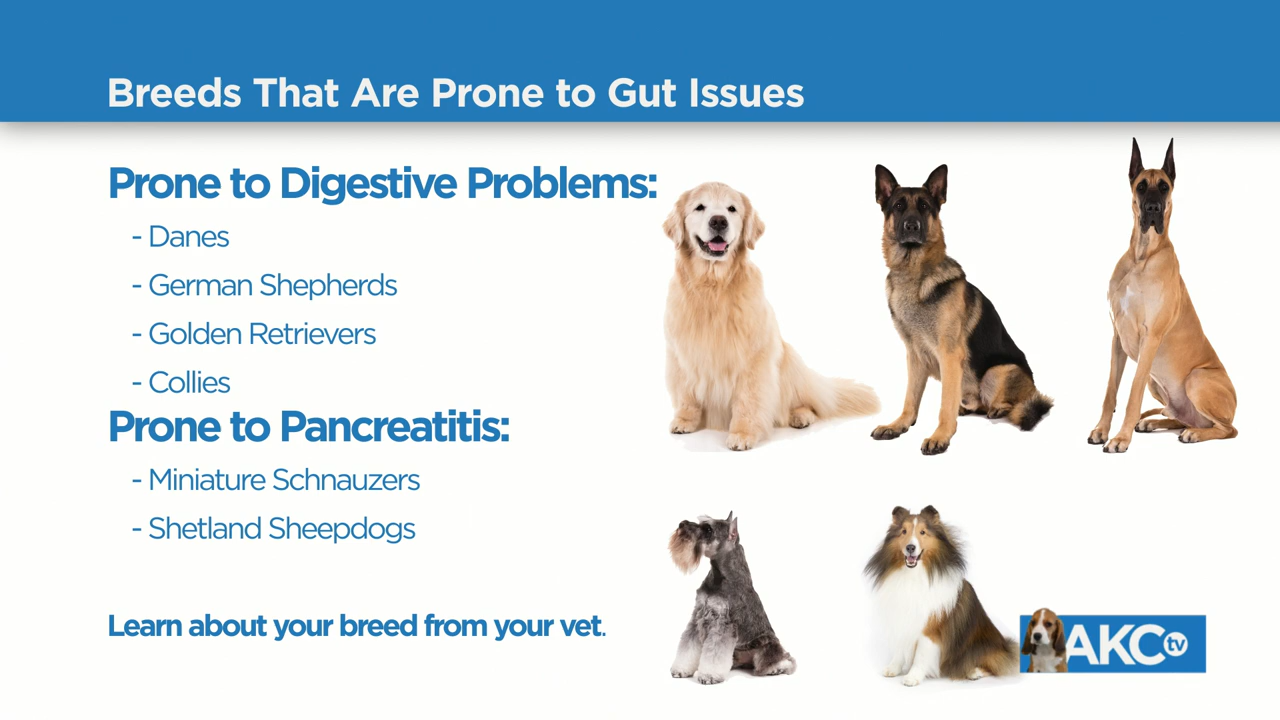 Breeds That Are Prone to Gut Issues
Prone to Digestive Problems:
- Danes
- German Shepherds
- Golden Retrievers
- Collies
Prone to Pancreatitis:
- Miniature Schnauzers
- Shetland Sheepdogs
Learn about your breed from your vet.
AKC tv